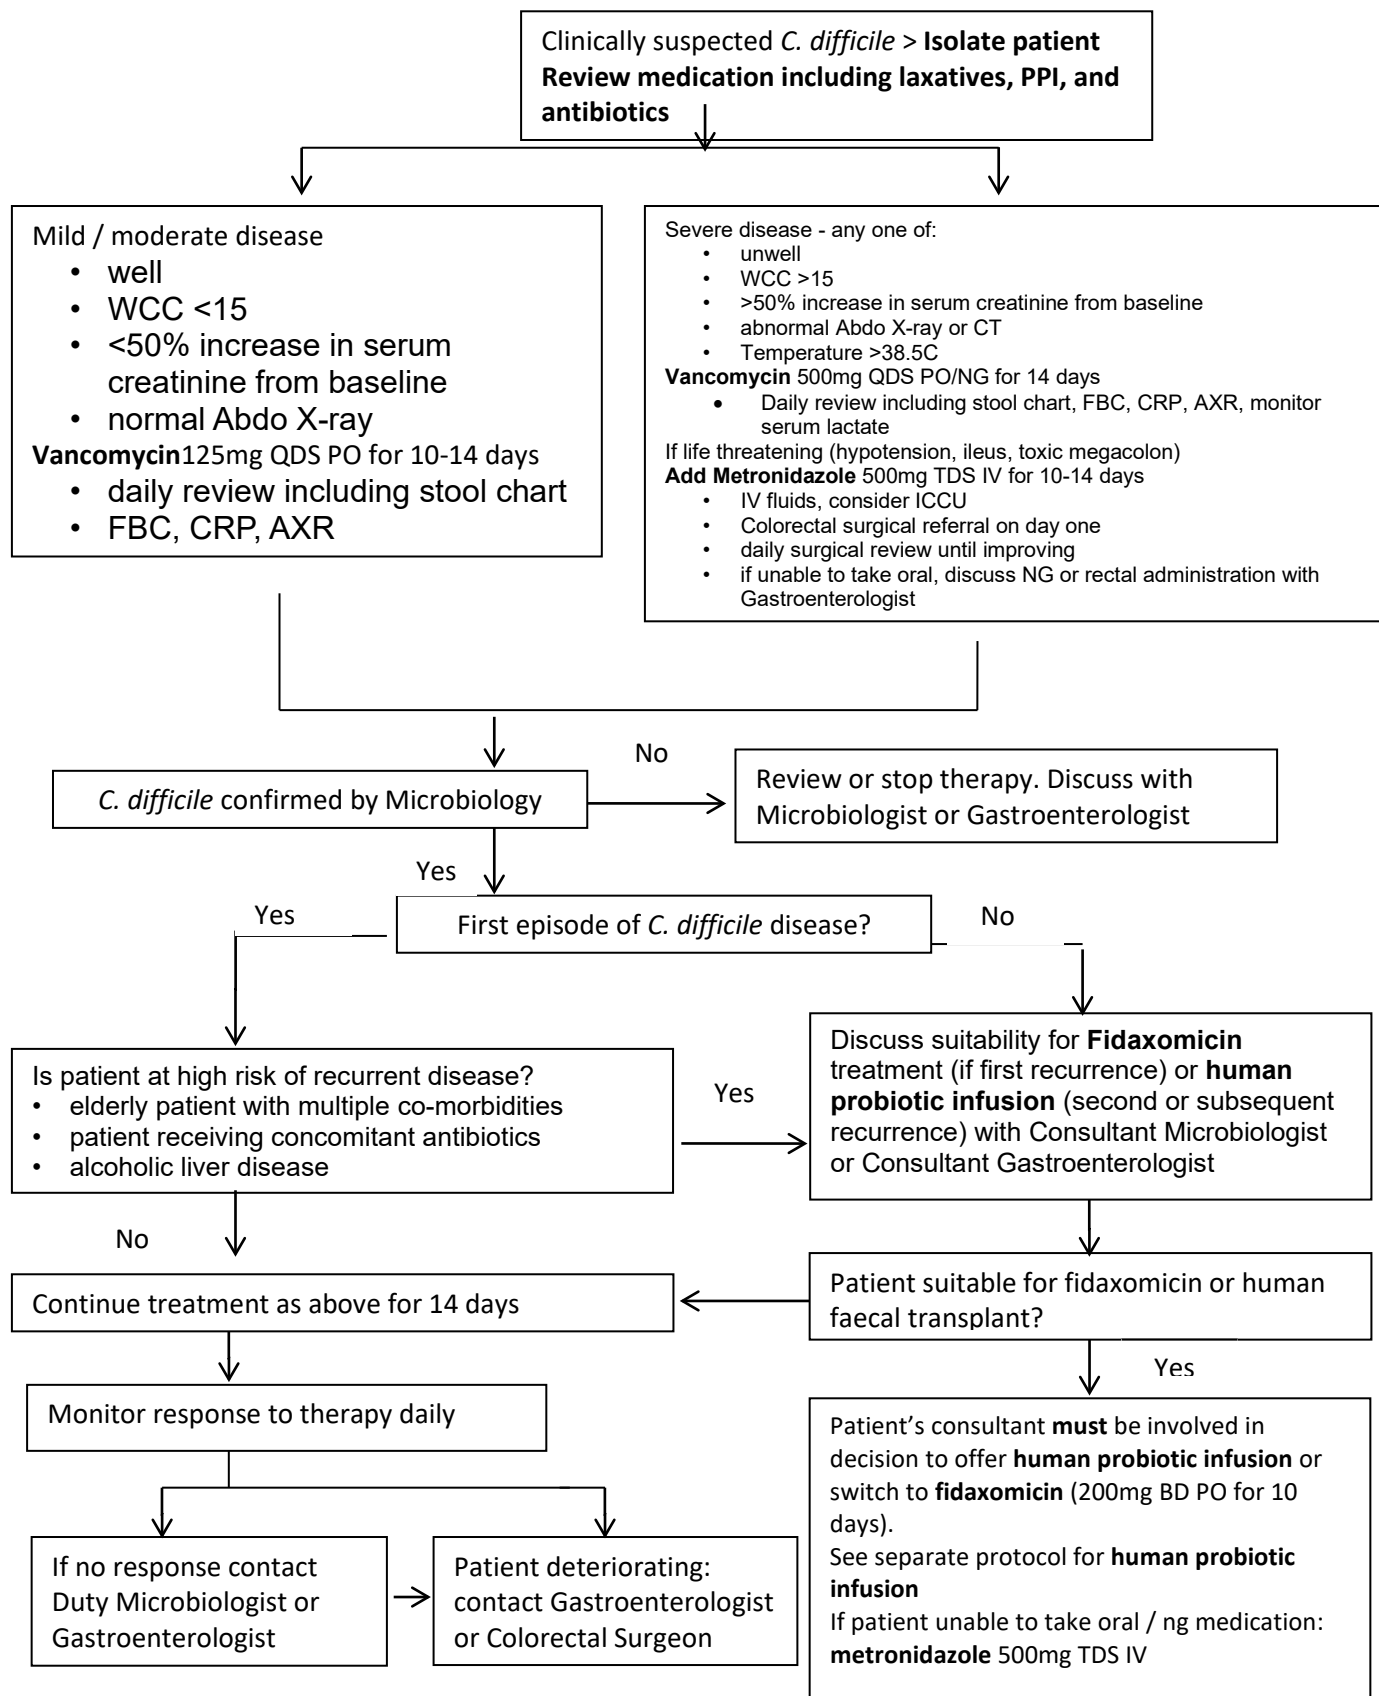 Clinically suspected C. difficile > Isolate patient
Review medication including laxatives, PPI, and
antibiotics
Mild / moderate disease
• well
• WCC <15
• <50% increase in serum
creatinine from baseline
• normal Abdo X-ray
Vancomycin125mg QDS PO for 10-14 days
• daily review including stool chart
• FBC, CRP, AXR
Severe disease - any one of:
• unwell
• WCC >15
• >50% increase in serum creatinine from baseline
• abnormal Abdo X-ray or CT
• Temperature >38.5C
Vancomycin 500mg QDS PO/NG for 14 days
• Daily review including stool chart, FBC, CRP, AXR, monitor
serum lactate
If life threatening (hypotension, ileus, toxic megacolon)
Add Metronidazole 500mg TDS IV for 10-14 days
• IV fluids, consider ICCU
• Colorectal surgical referral on day one
• daily surgical review until improving
• if unable to take oral, discuss NG or rectal administration with
Gastroenterologist
C. difficile confirmed by Microbiology
No
Review or stop therapy. Discuss with
Microbiologist or Gastroenterologist
Yes
First episode of C. difficile disease?
Yes
No
Is patient at high risk of recurrent disease?
• elderly patient with multiple co-morbidities
• patient receiving concomitant antibiotics
• alcoholic liver disease
Yes
Discuss suitability for Fidaxomicin
treatment (if first recurrence) or human
probiotic infusion (second or subsequent
recurrence) with Consultant Microbiologist
or Consultant Gastroenterologist
No
Continue treatment as above for 14 days
Patient suitable for fidaxomicin or human
faecal transplant?
Yes
Monitor response to therapy daily
If no response contact
Duty Microbiologist or
Gastroenterologist
Patient deteriorating:
contact Gastroenterologist
or Colorectal Surgeon
Patient's consultant must be involved in
decision to offer human probiotic infusion or
switch to fidaxomicin (200mg BD PO for 10
days).
See separate protocol for human probiotic
infusion
If patient unable to take oral / ng medication:
metronidazole 500mg TDS IV